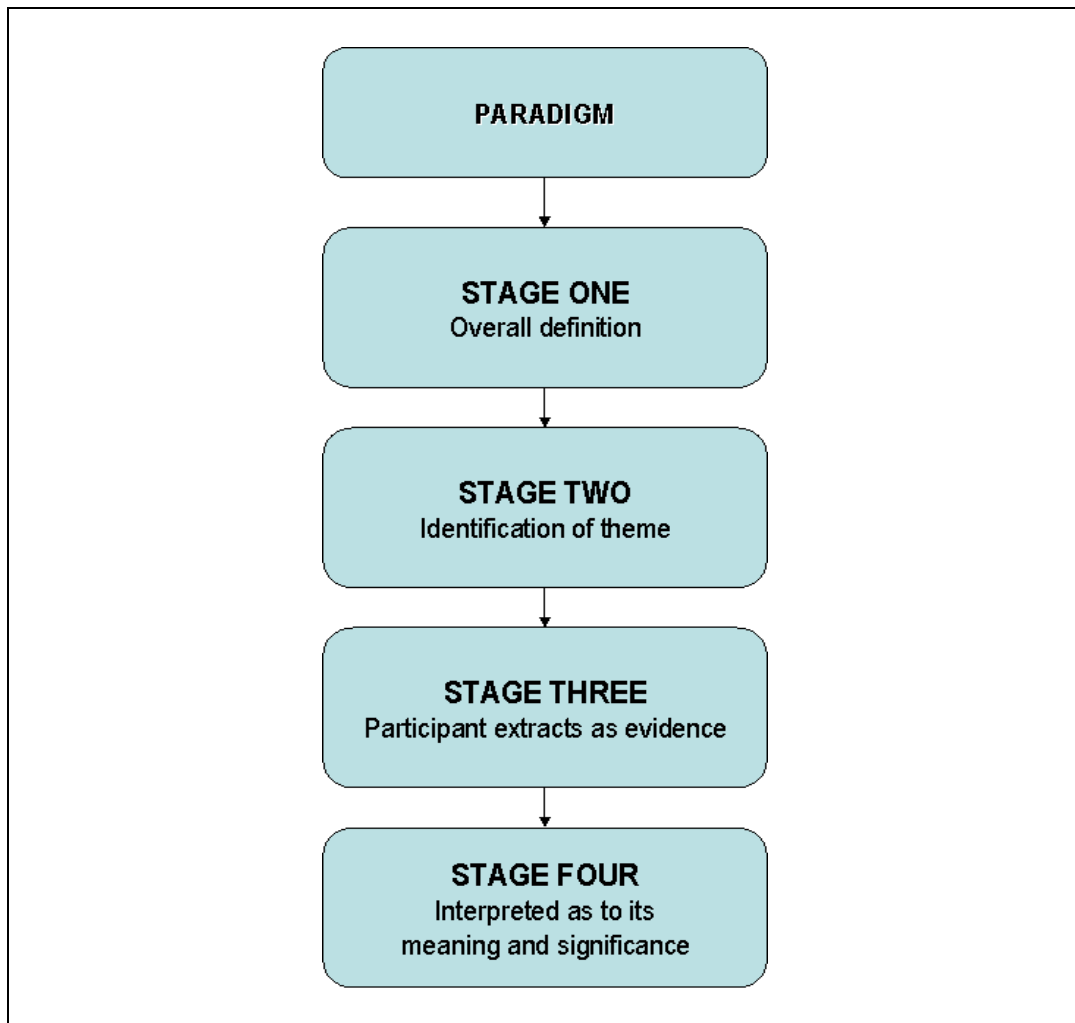 PARADIGM
STAGE ONE
Overall definition
STAGE TWO
Identification of theme
STAGE THREE
Participant extracts as evidence
STAGE FOUR
Interpreted as to its
meaning and significance